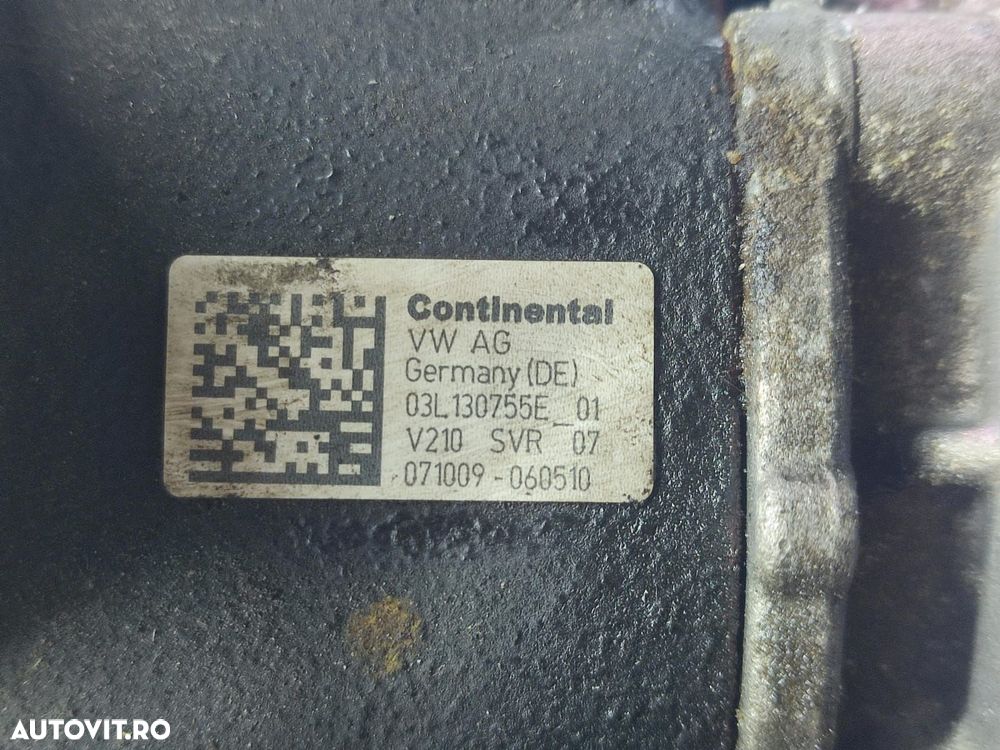 Continental
VW AG
Germany (DE)
03L130755E_01
V210 SVR 07
071009-060510
AUTOVIT.RO